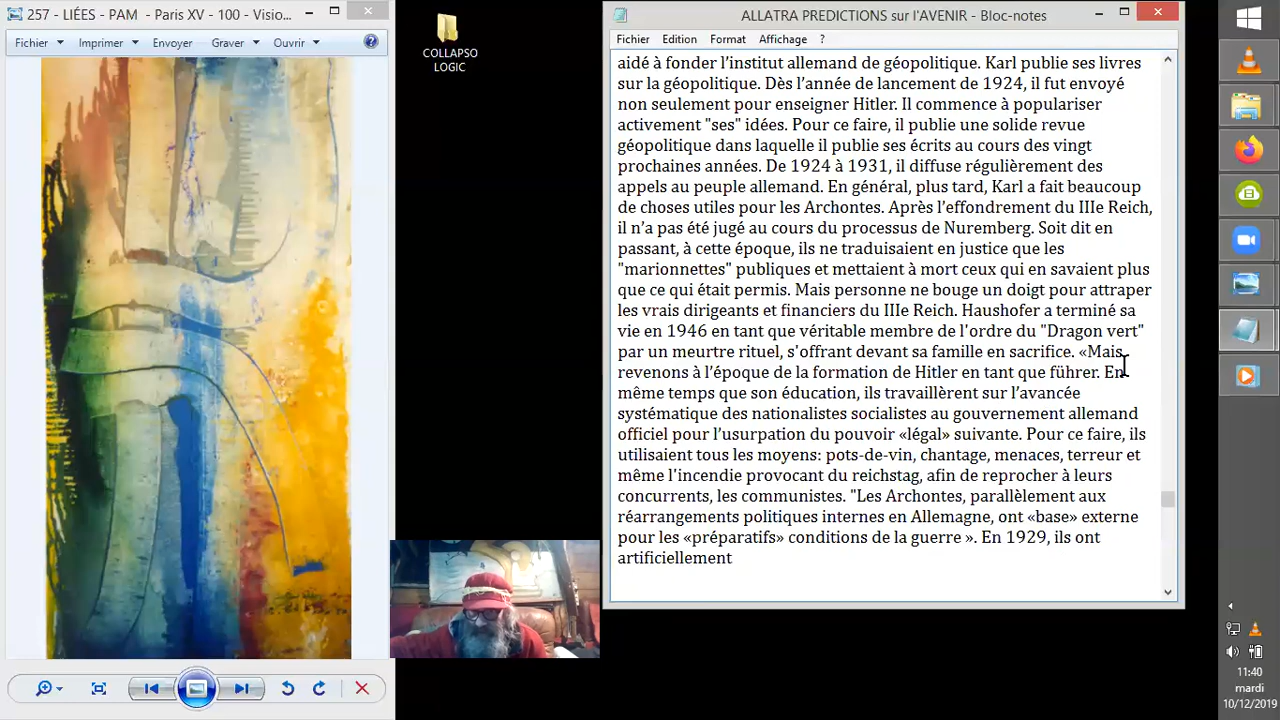 257 - LIÉES - PAM - Paris XV - 100 - Visio...
Fichier Imprimer Envoyer Graver Ouvrir
COLLAPSO
LOGIC
ALLATRA PREDICTIONS sur l'AVENIR - Bloc-notes
Fichier Edition Format Affichage ?
aidé à fonder l’institut allemand de géopolitique. Karl publie ses livres
sur la géopolitique. Dès l’année de lancement de 1924, il fut envoyé
non seulement pour enseigner Hitler. Il commence à populariser
activement "ses" idées. Pour ce faire, il publie une solide revue
géopolitique dans laquelle il publie ses écrits au cours des vingt
prochaines années. De 1924 à 1931, il diffuse régulièrement des
appels au peuple allemand. En général, plus tard, Karl a fait beaucoup
de choses utiles pour les Archontes. Après l’effondrement du IIIe Reich,
il n’a pas été jugé au cours du processus de Nuremberg. Soit dit en
passant, à cette époque, ils ne traduisaient en justice que les
"marionnettes" publiques et mettaient à mort ceux qui en savaient plus
que ce qui était permis. Mais personne ne bouge un doigt pour attraper
les vrais dirigeants et financiers du IIIe Reich. Haushofer a terminé sa
vie en 1946 en tant que véritable membre de l'ordre du "Dragon vert"
par un meurtre rituel, s'offrant devant sa famille en sacrifice. «Mais
revenons à l’époque de la formation de Hitler en tant que führer. En
même temps que son éducation, ils travaillèrent sur l’avancée
systématique des nationalistes socialistes au gouvernement allemand
officiel pour l’usurpation du pouvoir «légal» suivante. Pour ce faire, ils
utilisaient tous les moyens: pots-de-vin, chantage, menaces, terreur et
même l’incendie provocant du reichstag, afin de reprocher à leurs
concurrents, les communistes. "Les Archontes, parallèlement aux
réarrangements politiques internes en Allemagne, ont «base» externe
pour les «préparatifs» conditions de la guerre ». En 1929, ils ont
artificiellement
11:40
mardi
10/12/2019